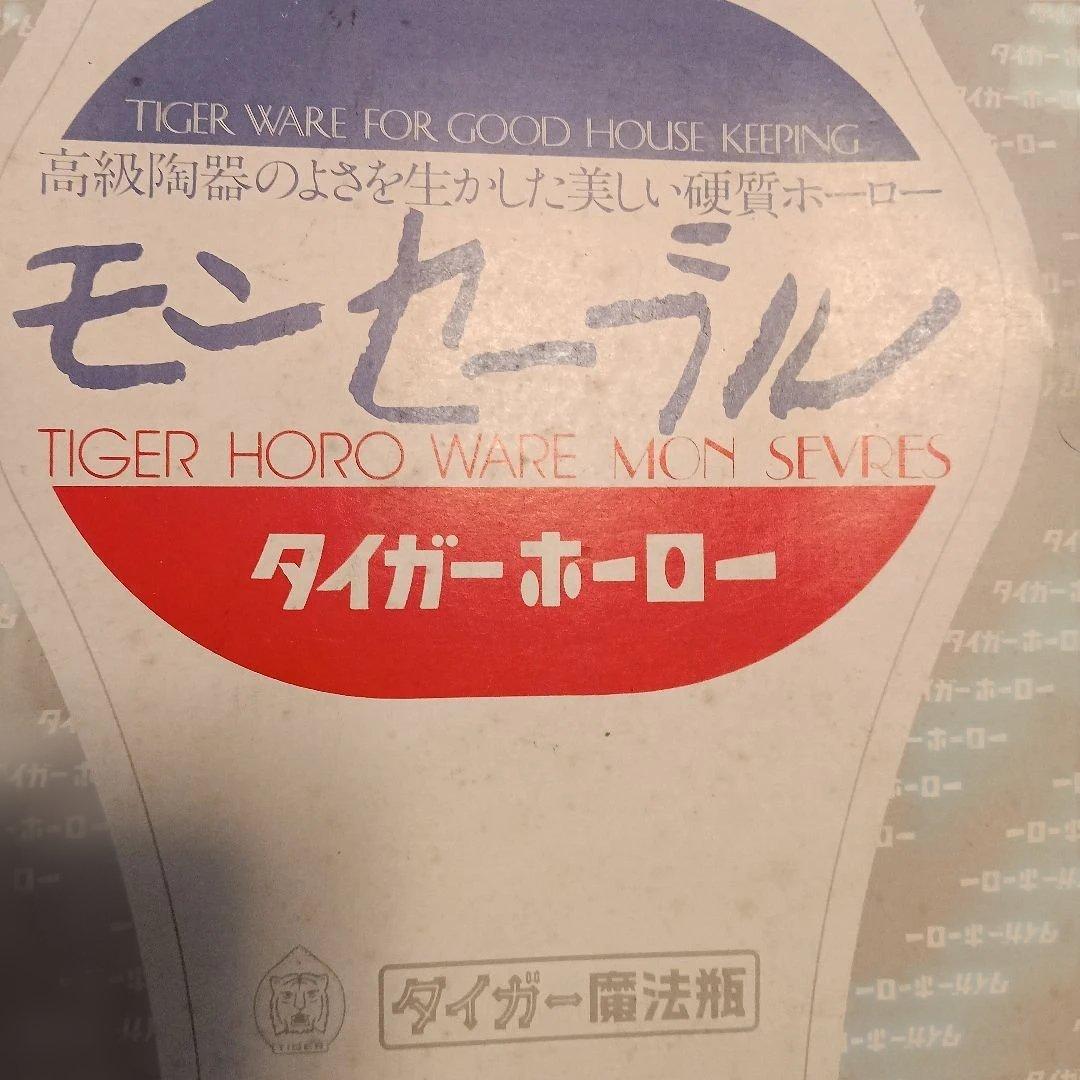 TIGER WARE FOR GOOD HOUSE KEEPING
高級陶器のよさを生かした美しい硬質ホーロー
モンセーブル
TIGER HORO WARE MON SEVRES
タイガーホーロー
TIGER
タイガー魔法瓶